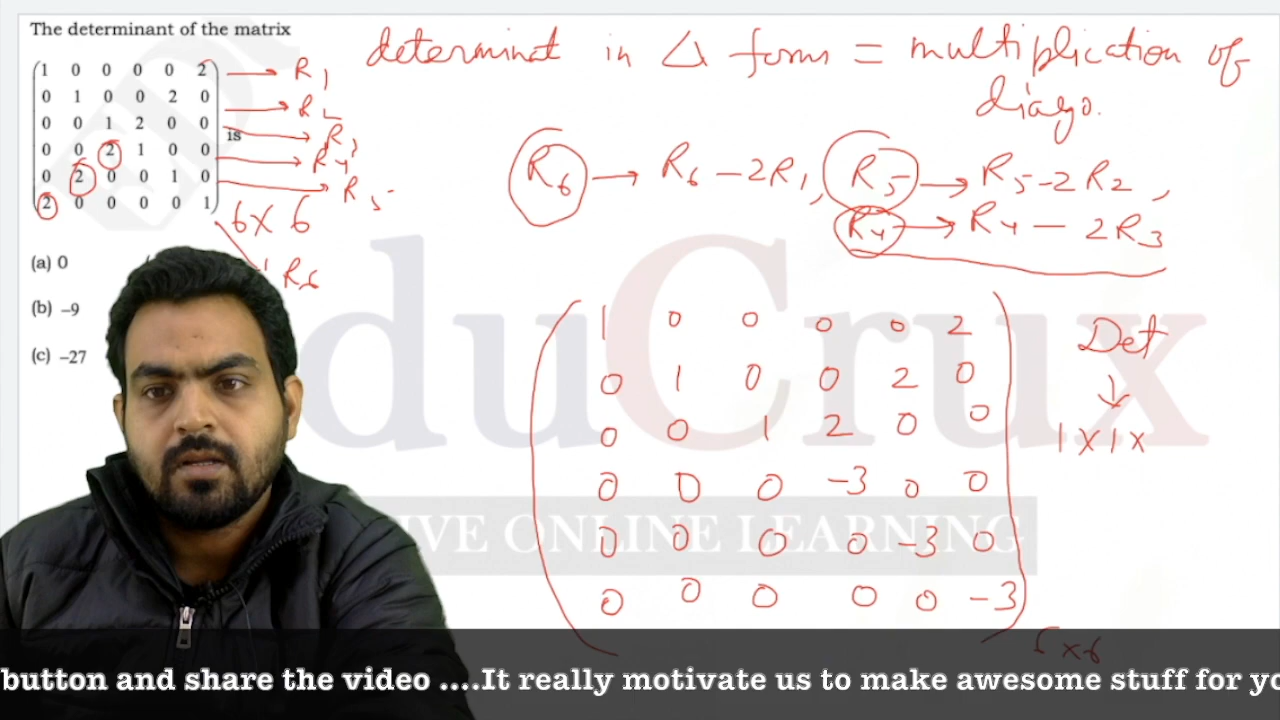 The determinant of the matrix
determinat in △ form = multiplication of
diago.
1 0 0 0 0 2 → R1
0 1 0 0 2 0 → R2
0 0 1 2 0 0 → R3
is
0 0 2 1 0 0 → R4
0 2 0 0 1 0 → R5
2 0 0 0 0 1
6×6
R6
R6 → R6 - 2R1, R5 → R5 - 2R2,
R4 → R4 - 2R3
(a) 0
(b) -9
(c) -27
1 0 0 0 0 2
0 1 0 0 2 0
0 0 1 2 0 0
0 0 0 -3 0 0
0 0 0 0 -3 0
0 0 0 0 0 -3
6×6
Det
↓
1×1×
duCrux
IVE ONLINE LEARNING
button and share the video ....It really motivate us to make awesome stuff for yo